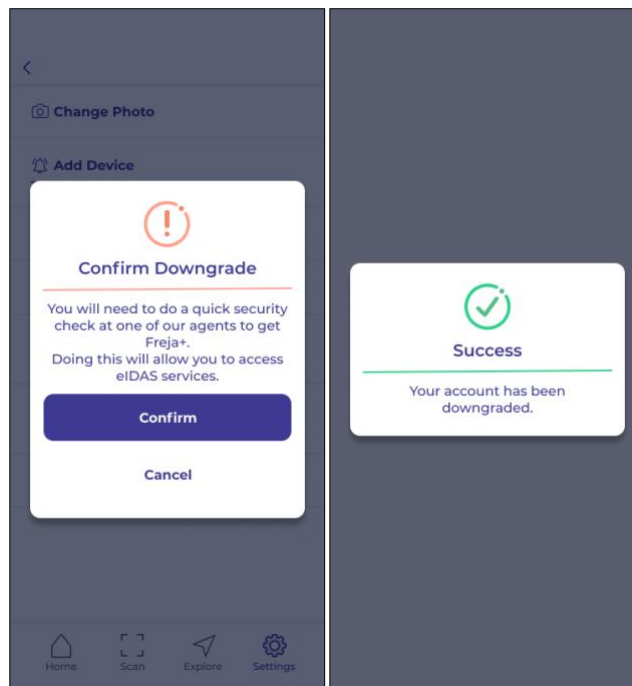 Change Photo
Add Device
Confirm Downgrade
You will need to do a quick security
check at one of our agents to get
Freja+.
Doing this will allow you to access
eIDAS services.
Confirm
Cancel
Home
Scan
Explore
Settings
Success
Your account has been
downgraded.